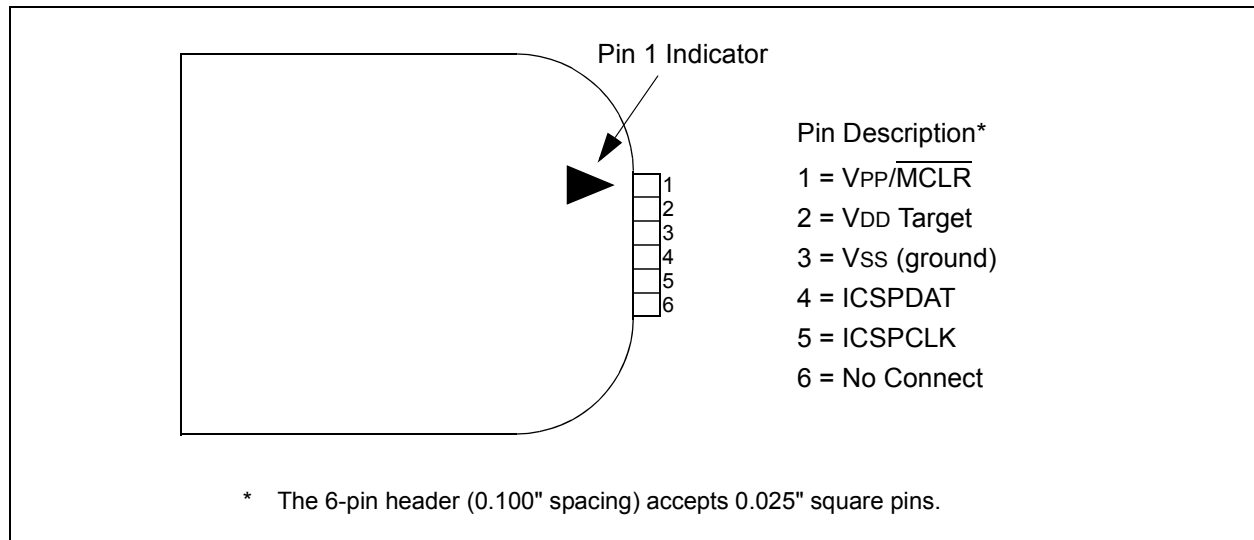 Pin 1 Indicator
1
2
3
4
5
6
Pin Description*
1 = VPP/M̅C̅L̅R̅
2 = VDD Target
3 = VSS (ground)
4 = ICSPDAT
5 = ICSPCLK
6 = No Connect
* The 6-pin header (0.100" spacing) accepts 0.025" square pins.